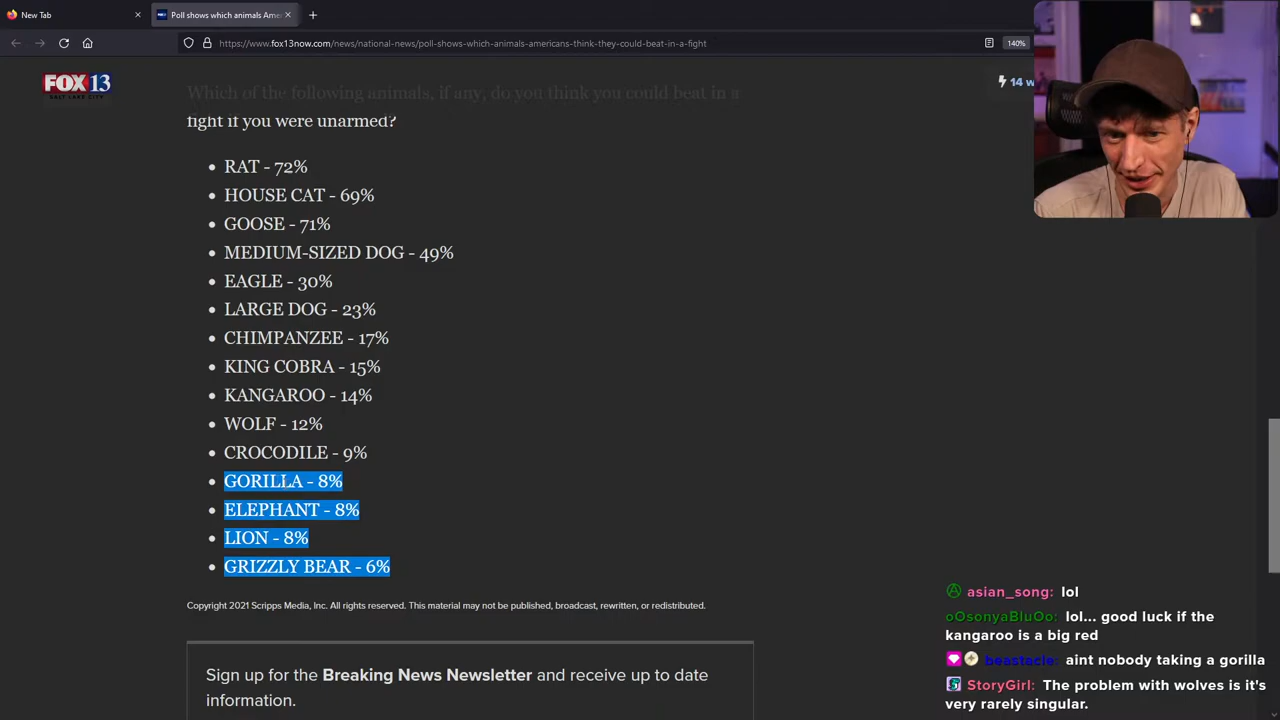 New Tab
Poll shows which animals Ame
https://www.fox13now.com/news/national-news/poll-shows-which-animals-americans-think-they-could-beat-in-a-fight
140%
FOX 13
SALT LAKE CITY
14 w
Which of the following animals, if any, do you think you could beat in a
fight if you were unarmed?
RAT - 72%
HOUSE CAT - 69%
GOOSE - 71%
MEDIUM-SIZED DOG - 49%
EAGLE - 30%
LARGE DOG - 23%
CHIMPANZEE - 17%
KING COBRA - 15%
KANGAROO - 14%
WOLF - 12%
CROCODILE - 9%
GORILLA - 8%
ELEPHANT - 8%
LION - 8%
GRIZZLY BEAR - 6%
Copyright 2021 Scripps Media, Inc. All rights reserved. This material may not be published, broadcast, rewritten, or redistributed.
Sign up for the Breaking News Newsletter and receive up to date
information.
asian_song: lol
oOsonyaBluOo: lol... good luck if the
kangaroo is a big red
beastacle: aint nobody taking a gorilla
StoryGirl: The problem with wolves is it's
very rarely singular.